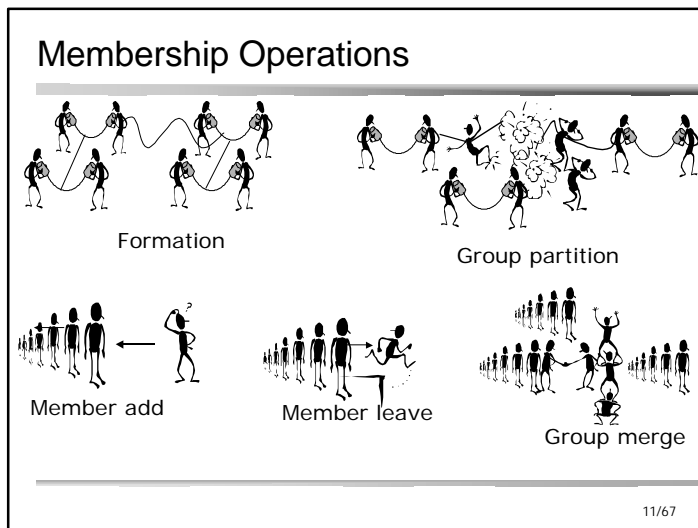 Membership Operations
Formation
Group partition
?
Member add
Member leave
Group merge
11/67